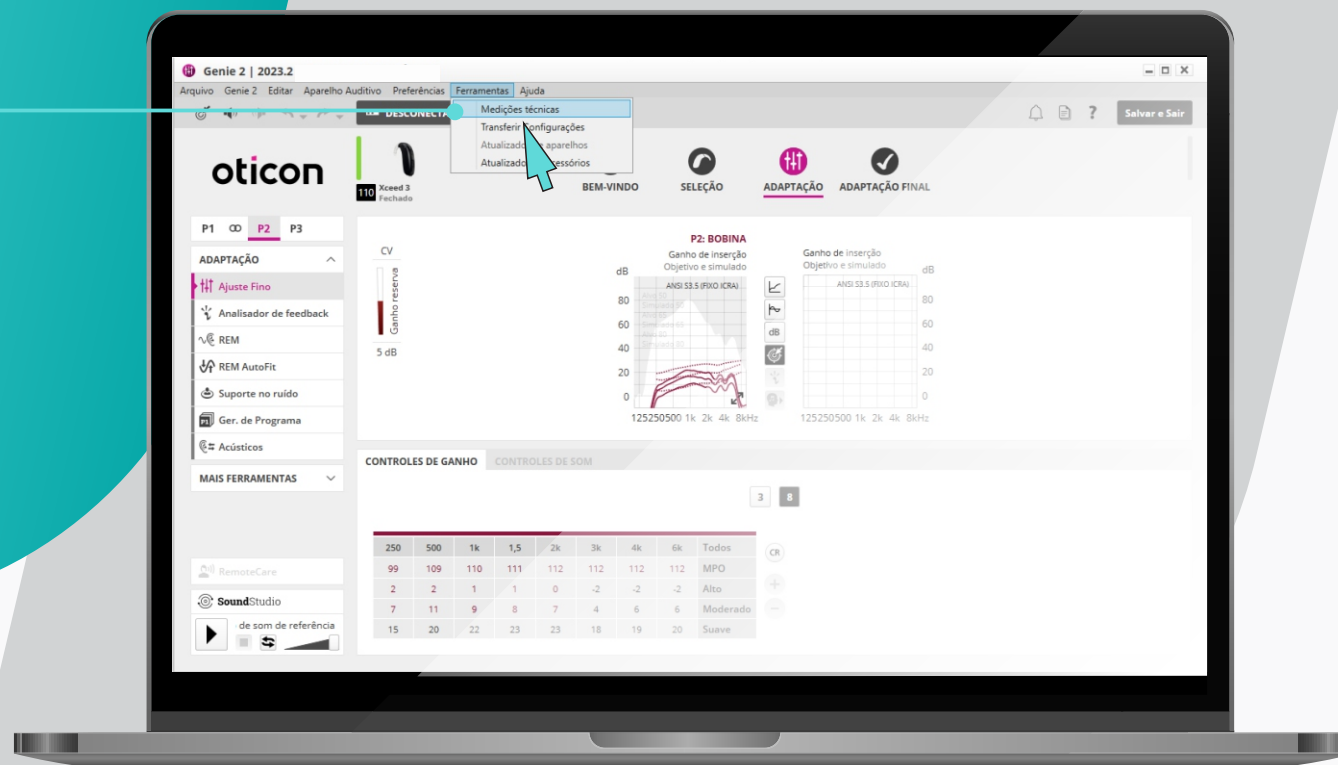 Genie 2 | 2023.2
Arquivo Genie 2 Editar Aparelho Auditivo Preferências Ferramentas Ajuda
DESCONECTA
Medições técnicas
Transferir Configurações
aparelhos
Salvar e Sair
?
oticon
110
Xceed 3
Fechado
BEM-VINDO
SELEÇÃO
ADAPTAÇÃO
ADAPTAÇÃO FINAL
P1 P2 P3
ADAPTAÇÃO
Ajuste Fino
Analisador de feedback
REM
REM AutoFit
Suporte no ruído
Ger. de Programa
Acústicos
MAIS FERRAMENTAS
RemoteCare
SoundStudio
de som de referência
CV
Ganho reserva
5 dB
P2: BOBINA
Ganho de inserção
Objetivo e simulado
dB
ANSI S3.5 (FIXO ICRA)
80
60
40
20
0
125250500 1k 2k 4k 8kHz
dB
Ganho de inserção
Objetivo e simulado
dB
ANSI S3.5 (FIXO ICRA)
80
60
40
20
0
125250500 1k 2k 4k 8kHz
CONTROLES DE GANHO CONTROLES DE SOM
3 8
250 500 1k 1,5 2k 3k 4k 6k Todos
99 109 110 111 112 112 112 112 MPO
2 2 1 1 0 -2 -2 -2 Alto
7 11 9 8 7 4 6 6 Moderado
15 20 22 23 23 18 19 20 Suave
CR